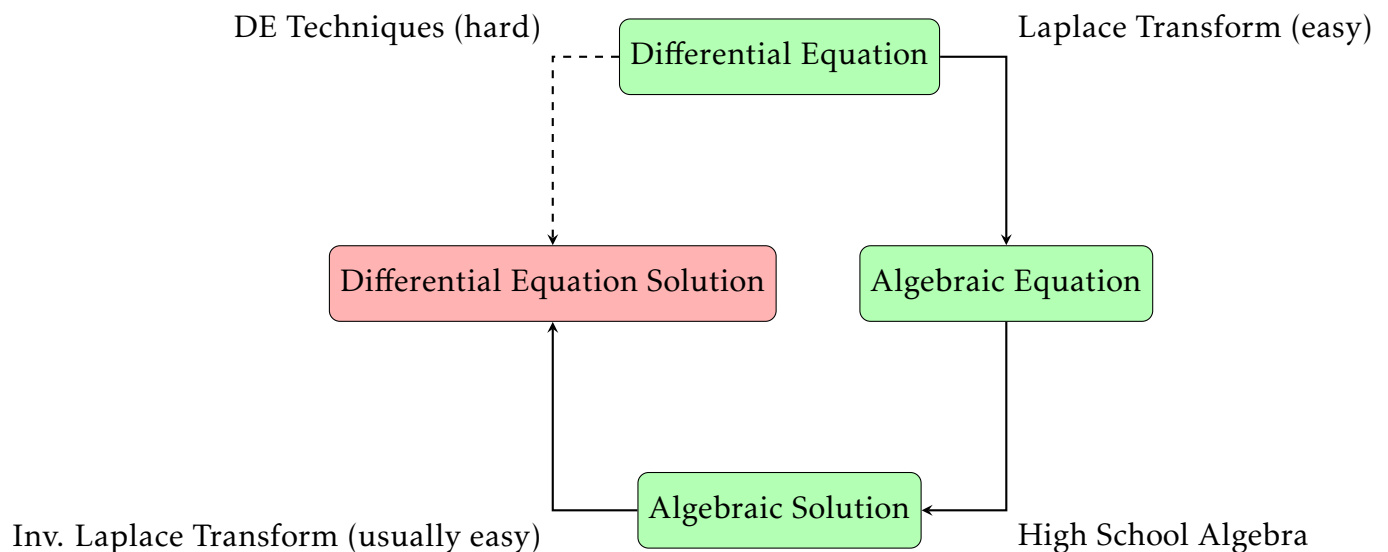 DE Techniques (hard)
Differential Equation
Laplace Transform (easy)
Differential Equation Solution
Algebraic Equation
Algebraic Solution
Inv. Laplace Transform (usually easy)
High School Algebra